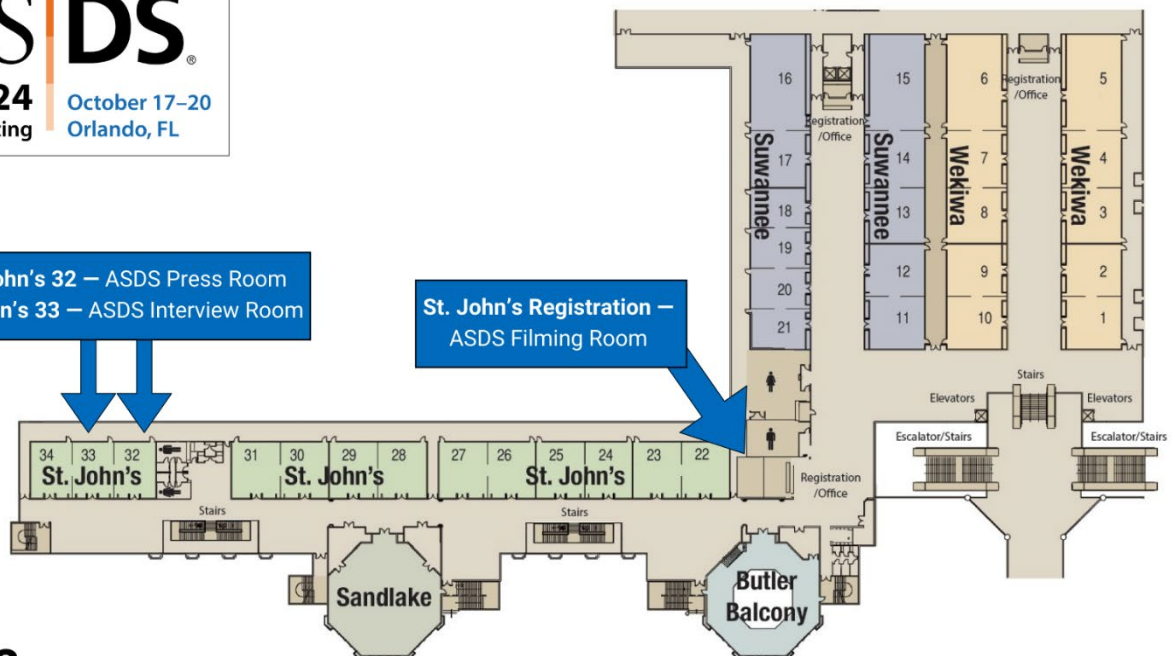 S DS®
24
ting
October 17–20
Orlando, FL
ohn's 32 — ASDS Press Room
n's 33 — ASDS Interview Room
St. John's Registration —
ASDS Filming Room
16
17
18
19
20
21
Suwannee
Registration
/Office
15
14
13
12
11
Suwannee
6
7
8
9
10
Wekiwa
Registration
/Office
5
4
3
2
1
Wekiwa
Stairs
Elevators
Elevators
Escalator/Stairs
Escalator/Stairs
34 33 32
St. John's
31 30 29 28
St. John's
27 26 25 24 23 22
St. John's
Registration
/Office
Stairs
Stairs
Sandlake
Butler
Balcony